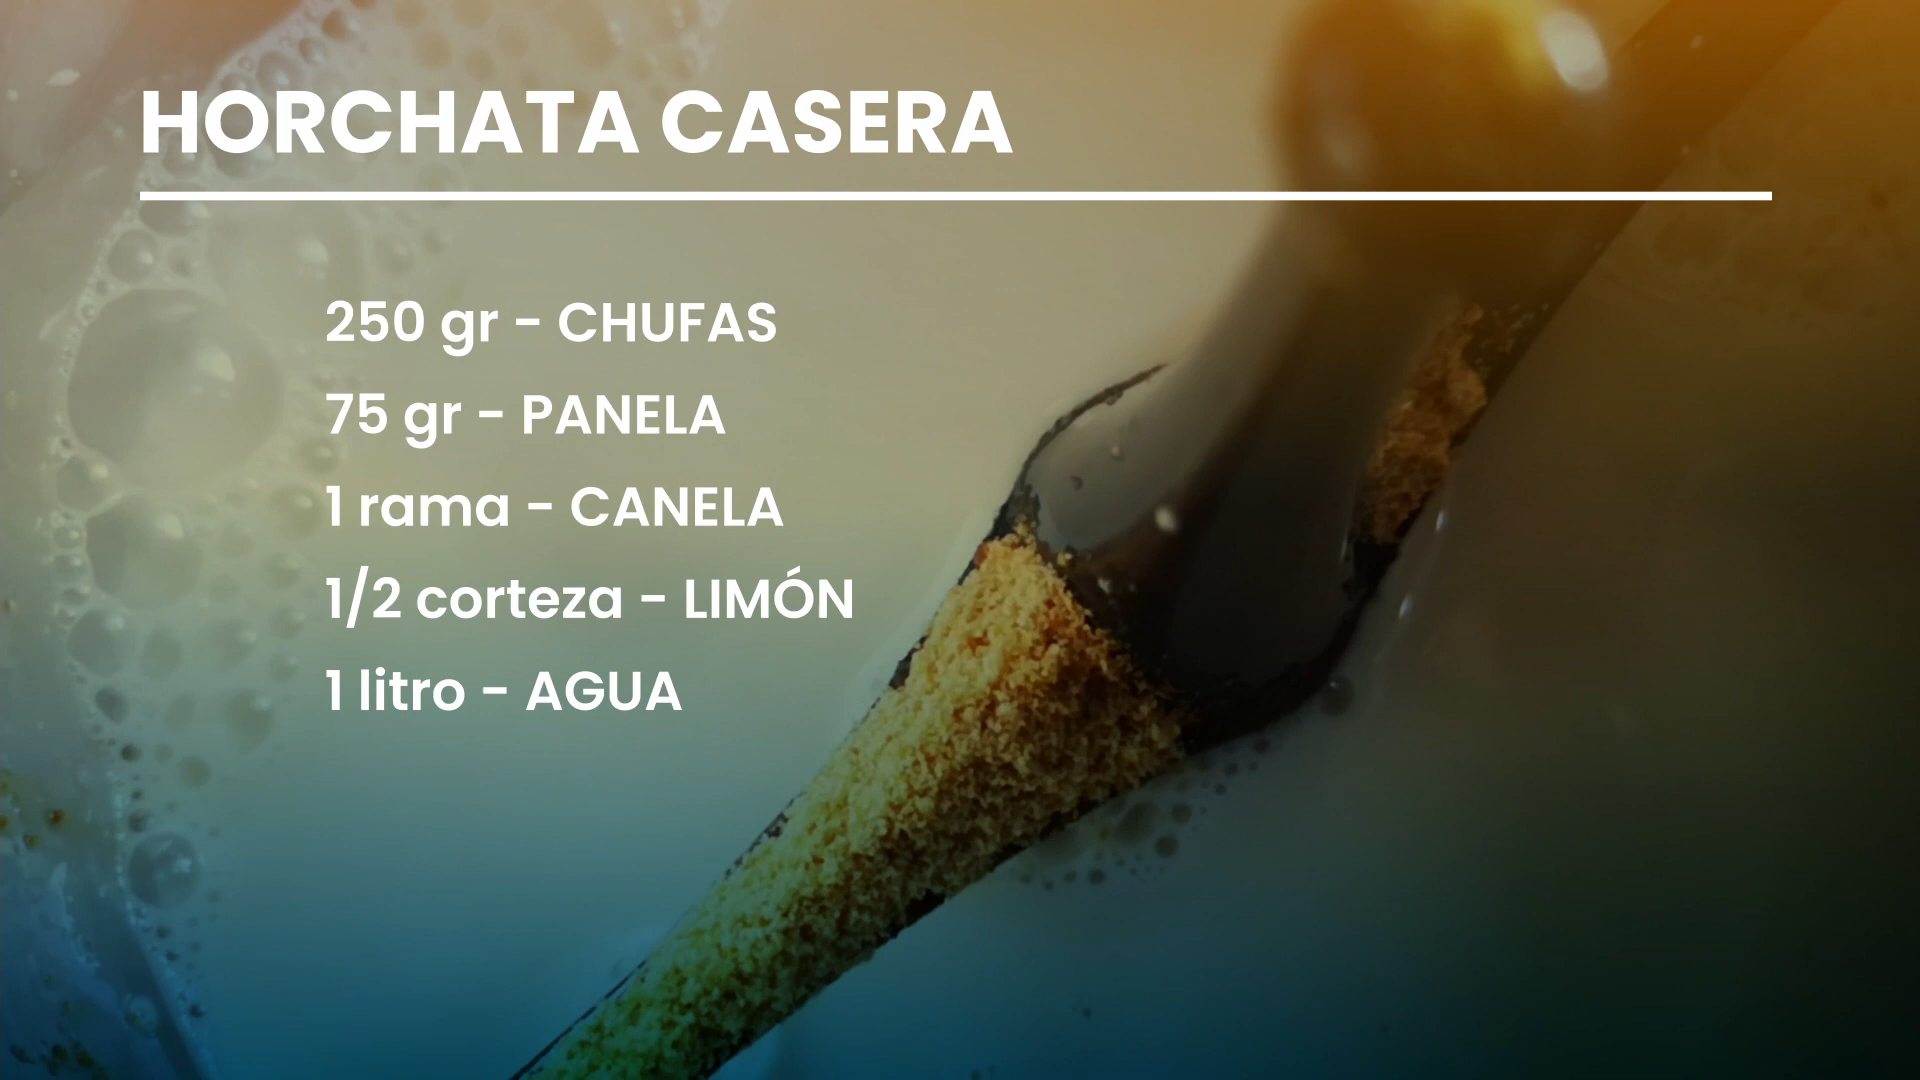 HORCHATA CASERA
250 gr - CHUFAS
75 gr - PANELA
1 rama - CANELA
1/2 corteza - LIMÓN
1 litro - AGUA